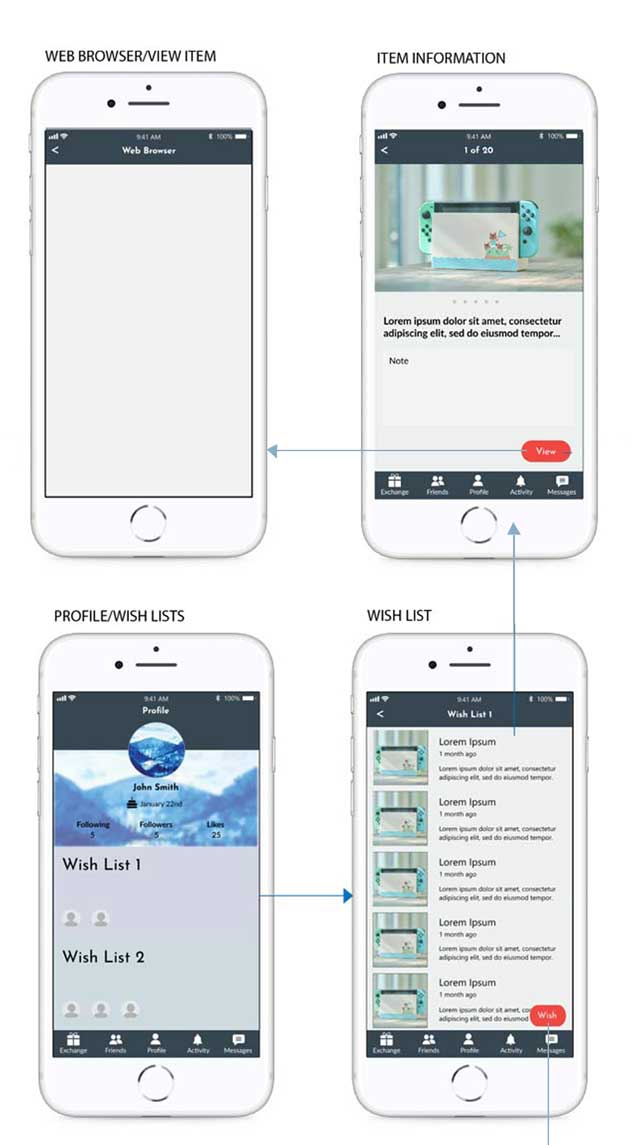 WEB BROWSER/VIEW ITEM
9:41 AM
100%
Web Browser
ITEM INFORMATION
9:41 AM
100%
1 of 20
Lorem ipsum dolor sit amet, consectetur
adipiscing elit, sed do eiusmod tempor...
Note
View
Exchange
Friends
Profile
Activity
Messages
PROFILE/WISH LISTS
9:41 AM
100%
Profile
John Smith
January 22nd
Following
Followers
Likes
5
5
25
Wish List 1
Wish List 2
Exchange
Friends
Profile
Activity
Messages
WISH LIST
9:41 AM
100%
Wish List 1
Lorem Ipsum
1 month ago
Lorem ipsum dolor sit amet, consectetur
adipiscing elit, sed do eiusmod tempor.
Lorem Ipsum
1 month ago
Lorem ipsum dolor sit amet, consectetur
adipiscing elit, sed do eiusmod tempor.
Lorem Ipsum
1 month ago
Lorem ipsum dolor sit amet, consectetur
adipiscing elit, sed do eiusmod tempor.
Lorem Ipsum
1 month ago
Lorem ipsum dolor sit amet, consectetur
adipiscing elit, sed do eiusmod tempor.
Lorem Ipsum
1 month ago
Lorem ipsum dolor sit amet, co
adipiscing elit, sed do eiusmod
Wish
Exchange
Friends
Profile
Activity
Messages